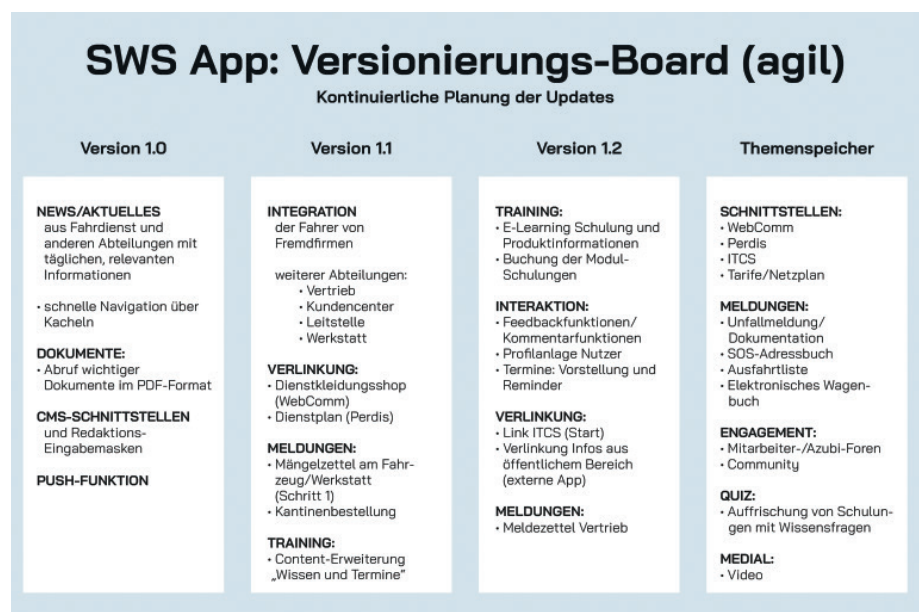 SWS App: Versionierungs-Board (agil)
Kontinuierliche Planung der Updates
Version 1.0
NEWS/AKTUELLES
aus Fahrdienst und
anderen Abteilungen mit
täglichen, relevanten
Informationen
• schnelle Navigation über
Kacheln
DOKUMENTE:
• Abruf wichtiger
Dokumente im PDF-Format
CMS-SCHNITTSTELLEN
und Redaktions-
Eingabemasken
PUSH-FUNKTION
Version 1.1
INTEGRATION
der Fahrer von
Fremdfirmen
weiterer Abteilungen:
• Vertrieb
• Kundencenter
• Leitstelle
• Werkstatt
VERLINKUNG:
• Dienstkleidungsshop
(WebComm)
• Dienstplan (Perdis)
MELDUNGEN:
• Mängelzettel am Fahr-
zeug/Werkstatt
(Schritt 1)
• Kantinenbestellung
TRAINING:
• Content-Erweiterung
„Wissen und Termine"
Version 1.2
TRAINING:
• E-Learning Schulung und
Produktinformationen
• Buchung der Modul-
Schulungen
INTERAKTION:
• Feedbackfunktionen/
Kommentarfunktionen
• Profilanlage Nutzer
• Termine: Vorstellung und
Reminder
VERLINKUNG:
• Link ITCS (Start)
• Verlinkung Infos aus
öffentlichem Bereich
(externe App)
MELDUNGEN:
• Meldezettel Vertrieb
Themenspeicher
SCHNITTSTELLEN:
• WebComm
• Perdis
• ITCS
• Tarife/Netzplan
MELDUNGEN:
• Unfallmeldung/
Dokumentation
• SOS-Adressbuch
• Ausfahrtliste
• Elektronisches Wagen-
buch
ENGAGEMENT:
• Mitarbeiter-/Azubi-Foren
• Community
QUIZ:
• Auffrischung von Schulun-
gen mit Wissensfragen
MEDIAL:
• Video